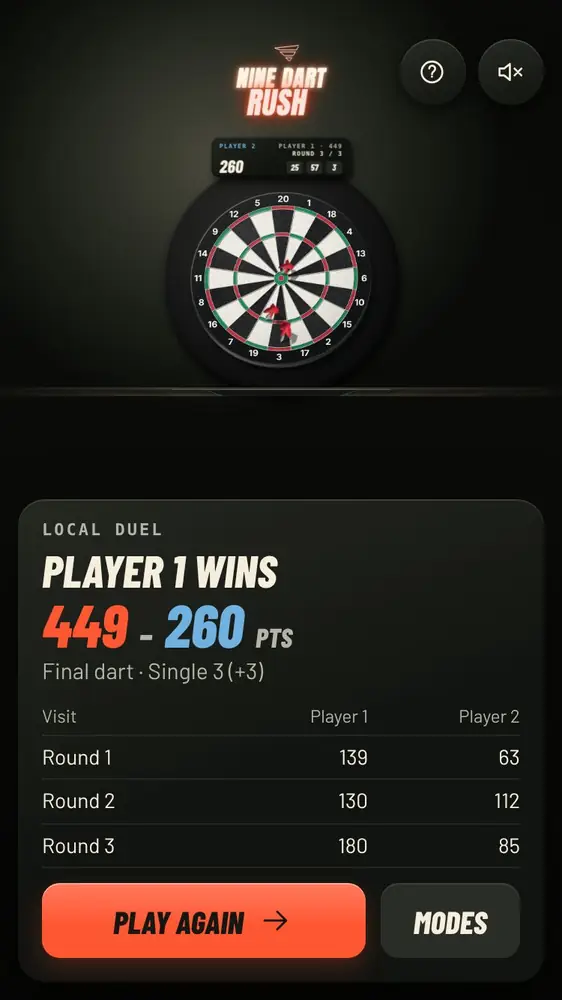 NINE DART
RUSH
PLAYER 2
260
PLAYER 1 · 449
ROUND 3 / 3
25 57 3
5 20 1
12 18
9 4
14 13
11 6
8 10
16 15
7 2
19 3 17
LOCAL DUEL
PLAYER 1 WINS
449 - 260 PTS
Final dart · Single 3 (+3)
Visit Player 1 Player 2
Round 1 139 63
Round 2 130 112
Round 3 180 85
PLAY AGAIN →
MODES